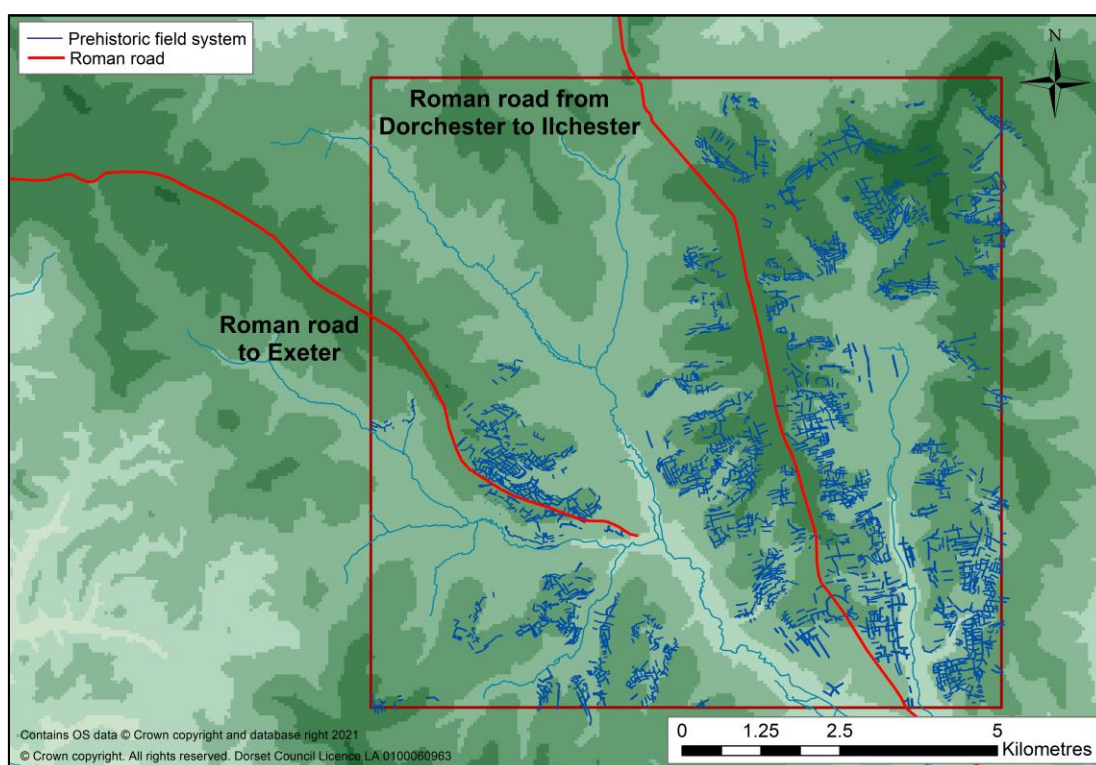 Prehistoric field system
Roman road
N
Roman road from
Dorchester to Ilchester
Roman road
to Exeter
Contains OS data © Crown copyright and database right 2021
© Crown copyright. All rights reserved. Dorset Council Licence LA 0100060963
0 1.25 2.5 5
Kilometres